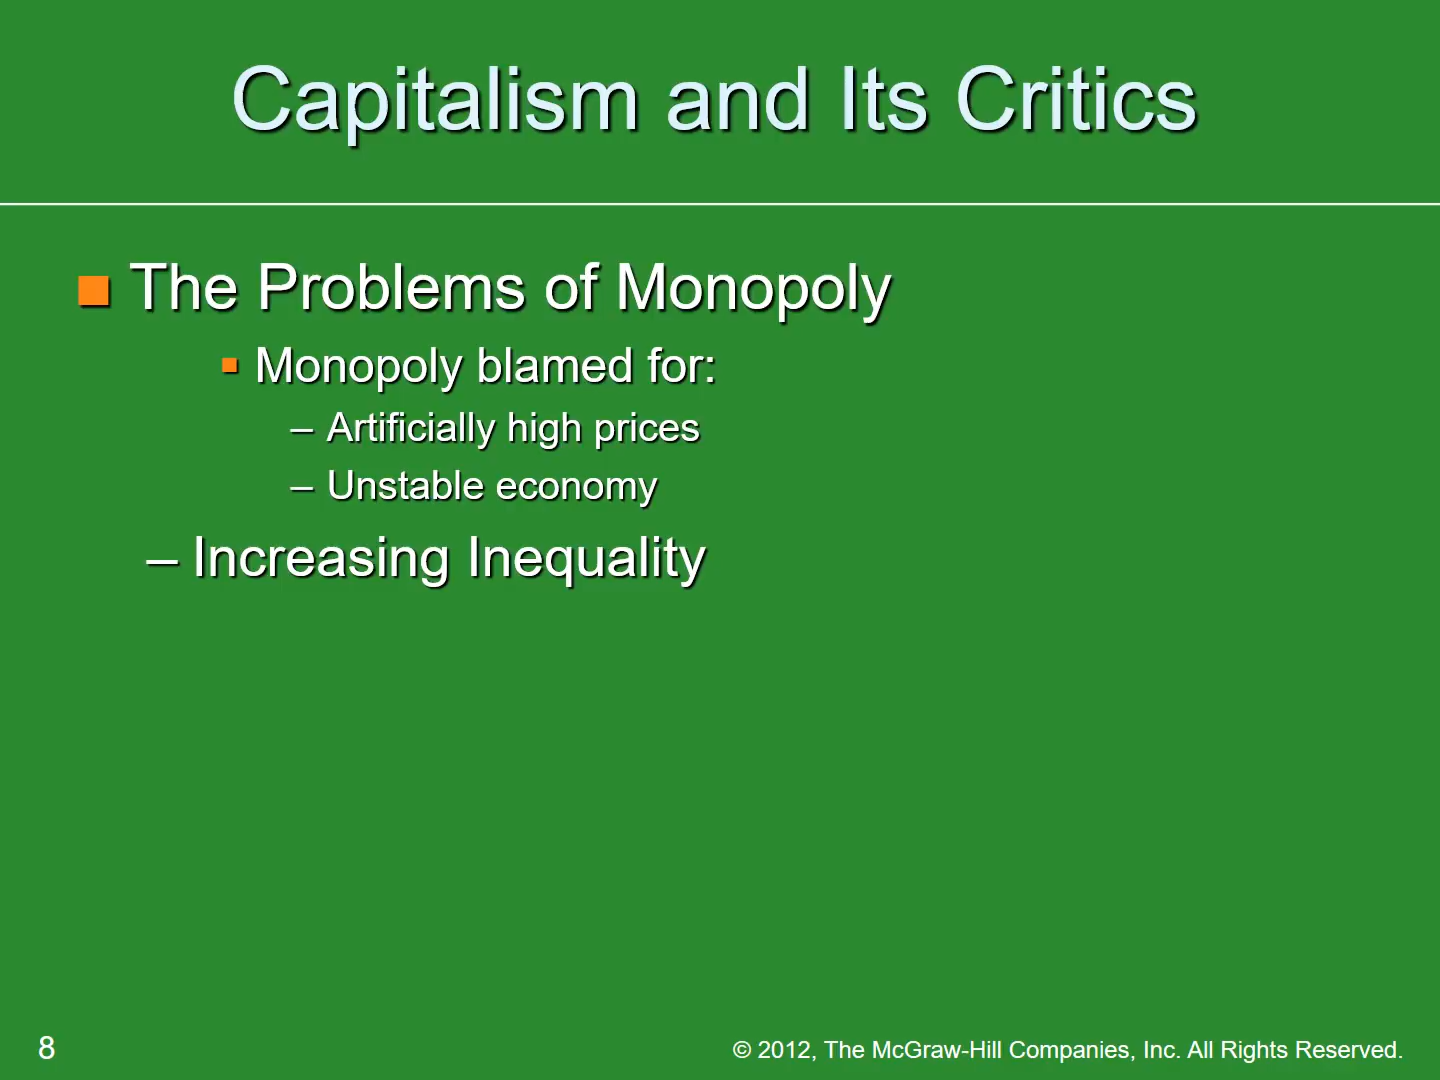 Capitalism and Its Critics
The Problems of Monopoly
Monopoly blamed for:
– Artificially high prices
– Unstable economy
– Increasing Inequality
8
© 2012, The McGraw-Hill Companies, Inc. All Rights Reserved.